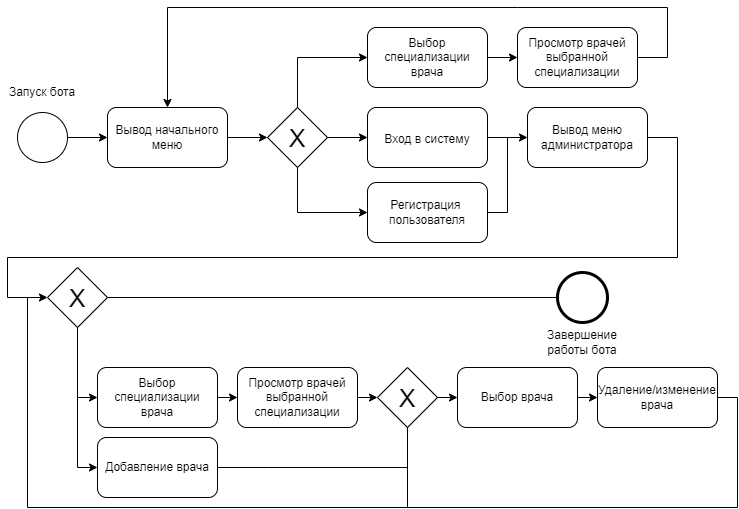 Запуск бота
Вывод начального
меню
X
Выбор
специализации
врача
Просмотр врачей
выбранной
специализации
Вход в систему
Вывод меню
администратора
Регистрация
пользователя
X
Завершение
работы бота
Выбор
специализации
врача
Просмотр врачей
выбранной
специализации
X
Выбор врача
Удаление/изменение
врача
Добавление врача